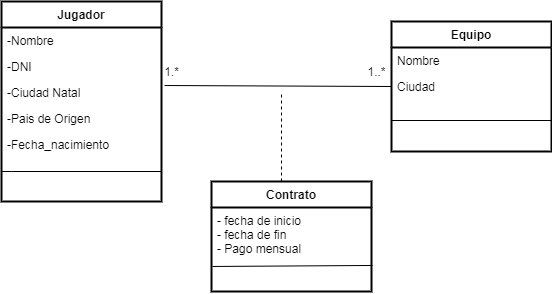 Jugador
-Nombre
-DNI
-Ciudad Natal
-Pais de Origen
-Fecha_nacimiento
1.*
1..*
Equipo
Nombre
Ciudad
Contrato
- fecha de inicio
- fecha de fin
- Pago mensual